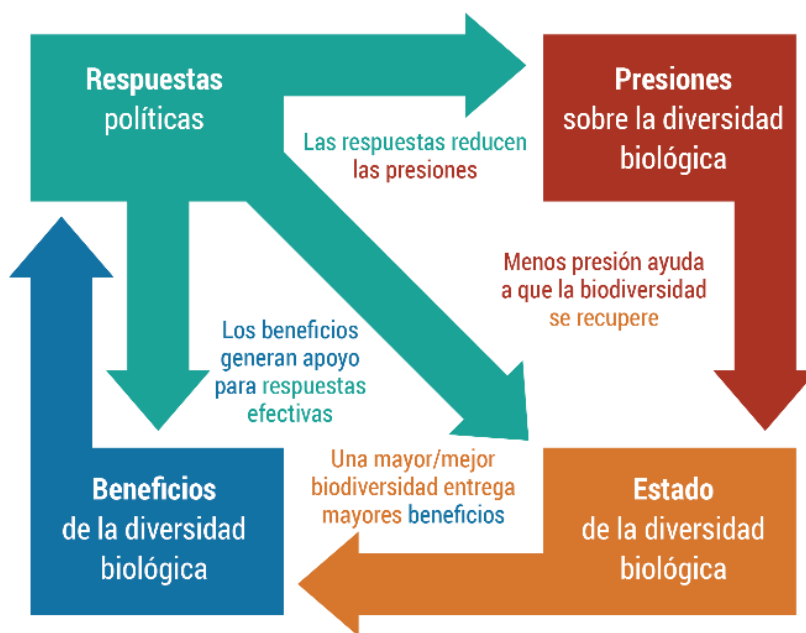 Respuestas
políticas
Presiones
sobre la diversidad
biológica
Las respuestas reducen
las presiones
Menos presión ayuda
a que la biodiversidad
se recupere
Los beneficios
generan apoyo
para respuestas
efectivas
Una mayor/mejor
biodiversidad entrega
mayores beneficios
Beneficios
de la diversidad
biológica
Estado
de la diversidad
biológica